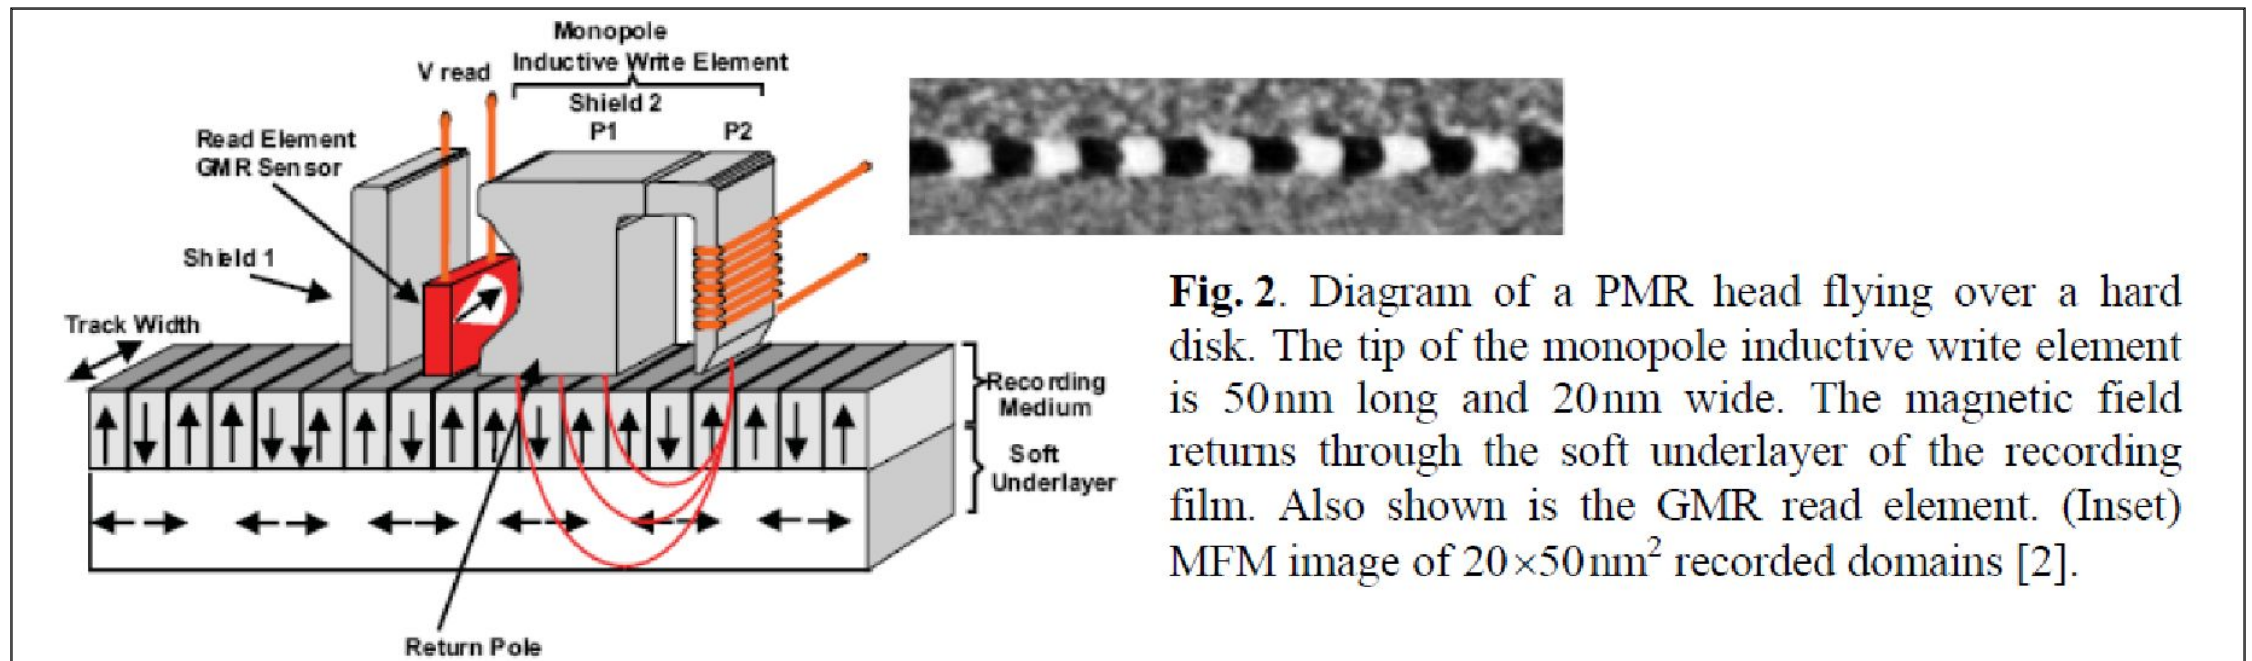 Monopole
Inductive Write Element
V read
Shield 2
P1
P2
Read Element
GMR Sensor
Shield 1
Track Width
Recording
Medium
Soft
Underlayer
Return Pole
Fig. 2. Diagram of a PMR head flying over a hard
disk. The tip of the monopole inductive write element
is 50nm long and 20nm wide. The magnetic field
returns through the soft underlayer of the recording
film. Also shown is the GMR read element. (Inset)
MFM image of 20×50nm² recorded domains [2].